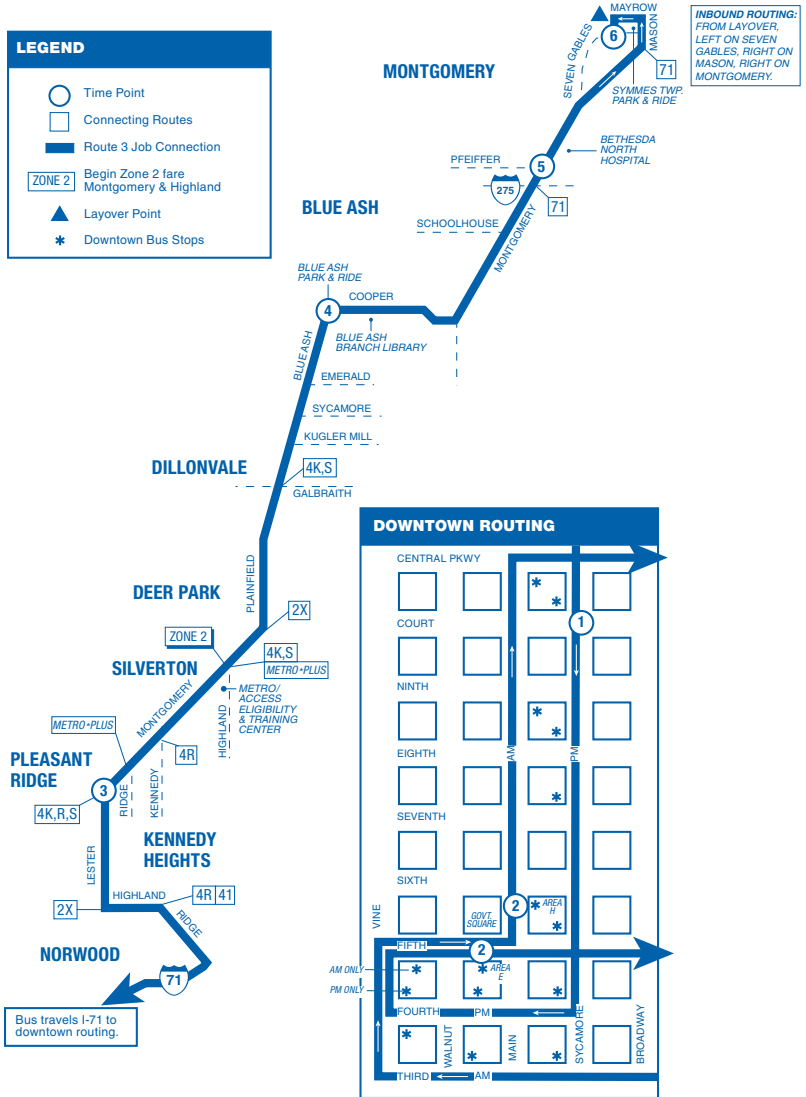 LEGEND
Time Point
Connecting Routes
Route 3 Job Connection
ZONE 2
Begin Zone 2 fare
Montgomery & Highland
Layover Point
* Downtown Bus Stops
INBOUND ROUTING:
FROM LAYOVER,
LEFT ON SEVEN
GABLES, RIGHT ON
MASON, RIGHT ON
MONTGOMERY.
MAYROW
6
MASON
SEVEN GABLES
71
SYMMES TWP.
PARK & RIDE
MONTGOMERY
BETHESDA
NORTH
HOSPITAL
PFEIFFER
5
275
71
BLUE ASH
SCHOOLHOUSE
MONTGOMERY
BLUE ASH
PARK & RIDE
COOPER
4
BLUE ASH
BRANCH LIBRARY
BLUE ASH
EMERALD
SYCAMORE
KUGLER MILL
DILLONVALE
4K,S
GALBRAITH
PLAINFIELD
DEER PARK
2X
ZONE 2
4K,S
METRO*PLUS
SILVERTON
MONTGOMERY
METRO/
ACCESS
ELIGIBILITY
& TRAINING
CENTER
HIGHLAND
METRO*PLUS
4R
PLEASANT
RIDGE
3
RIDGE
KENNEDY
4K,R,S
KENNEDY
HEIGHTS
LESTER
HIGHLAND
4R 41
2X
RIDGE
NORWOOD
71
Bus travels I-71 to
downtown routing.
DOWNTOWN ROUTING
CENTRAL PKWY
* *
1
COURT
NINTH
* *
AM
PM
EIGHTH
*
SEVENTH
SIXTH
VINE
GOVT.
SQUARE
2
* AREA
H
*
FIFTH
2
AM ONLY
* * AREA
E
PM ONLY
* * *
FOURTH
PM
WALNUT
MAIN
SYCAMORE
BROADWAY
* * *
THIRD
AM